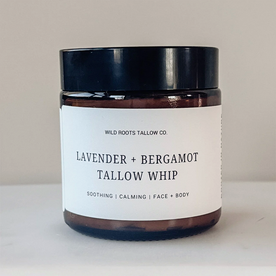 WILD ROOTS TALLOW CO.
LAVENDER + BERGAMOT
TALLOW WHIP
SOOTHING | CALMING | FACE + BODY